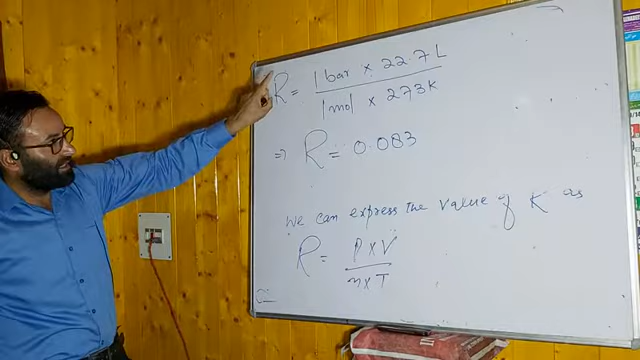 R = 1 bar × 22.7 L / 1 mol × 273 K
⇒ R = 0.083
We can express the value of K as
R = P×V / n×T